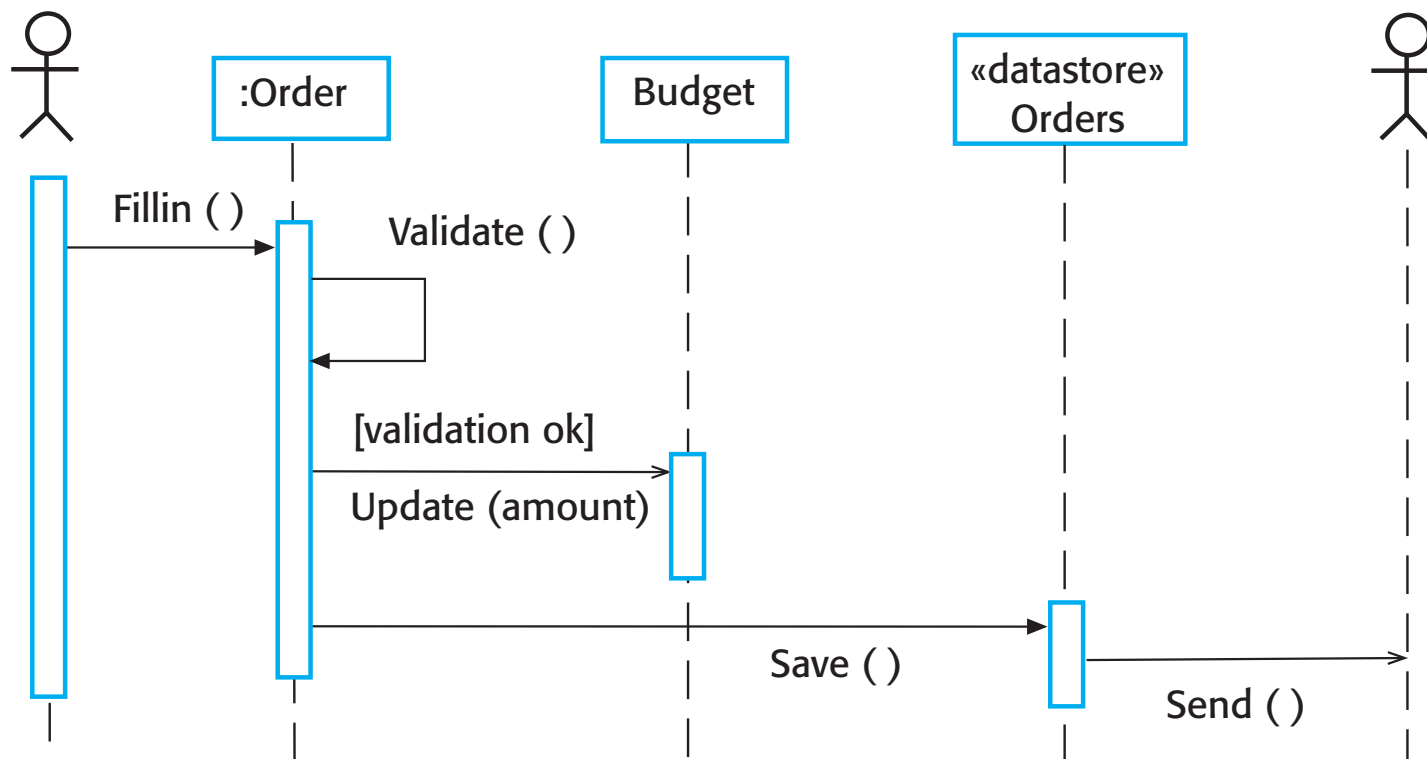 :Order
Budget
«datastore»
Orders
Fillin ( )
Validate ( )
[validation ok]
Update (amount)
Save ( )
Send ( )